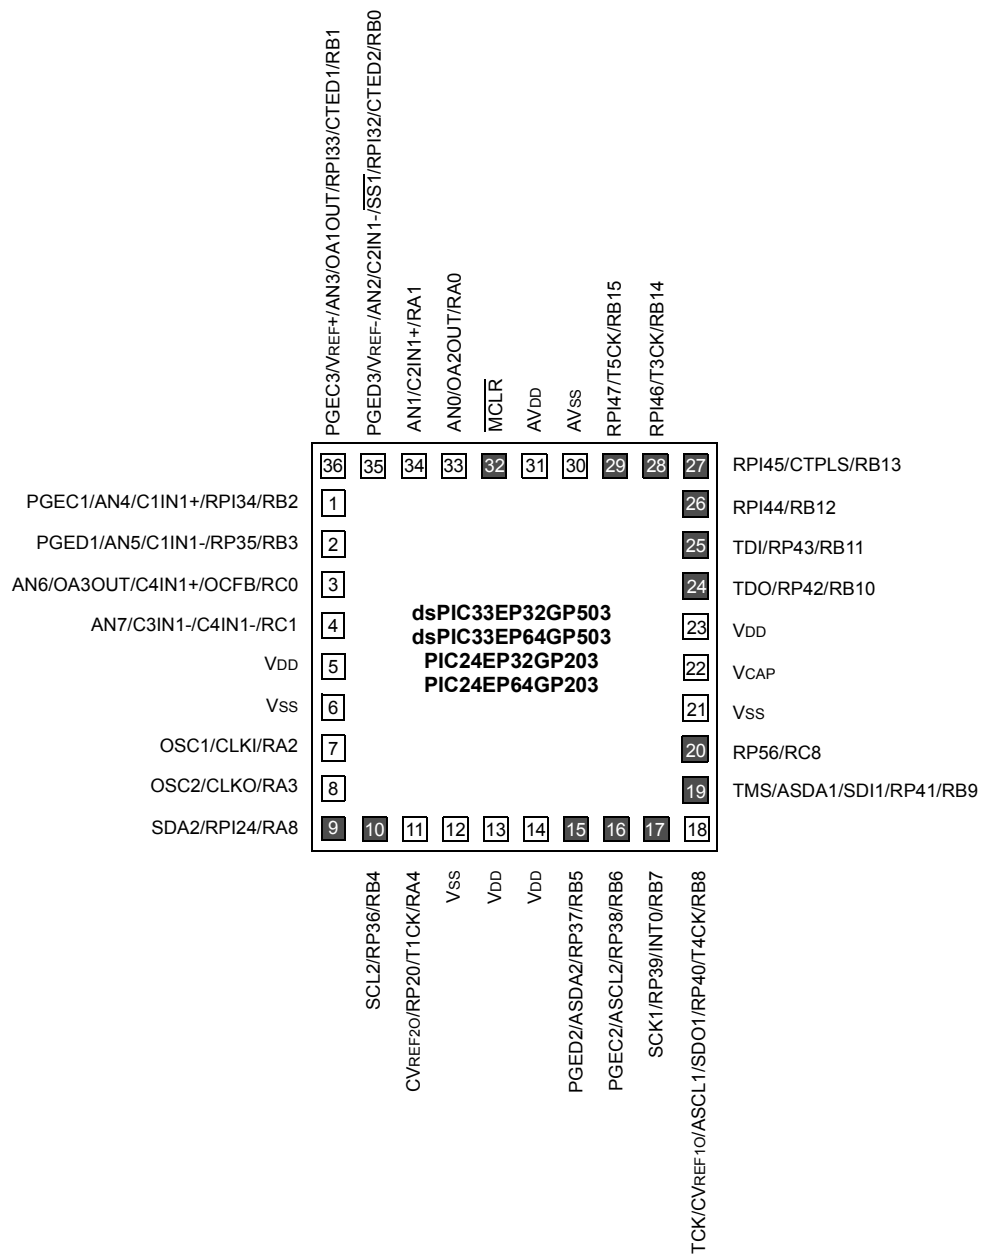 PGEC3/VREF+/AN3/OA1OUT/RPI33/CTED1/RB1
PGED3/VREF-/AN2/C2IN1-/SS1/RPI32/CTED2/RB0
AN1/C2IN1+/RA1
AN0/OA2OUT/RA0
MCLR
AVDD
AVSS
RPI47/T5CK/RB15
RPI46/T3CK/RB14
36 35 34 33 32 31 30 29 28 27 RPI45/CTPLS/RB13
PGEC1/AN4/C1IN1+/RPI34/RB2 1
26 RPI44/RB12
PGED1/AN5/C1IN1-/RP35/RB3 2
25 TDI/RP43/RB11
AN6/OA3OUT/C4IN1+/OCFB/RC0 3
24 TDO/RP42/RB10
AN7/C3IN1-/C4IN1-/RC1 4
23 VDD
dsPIC33EP32GP503
dsPIC33EP64GP503
PIC24EP32GP203
PIC24EP64GP203
VDD 5
22 VCAP
VSS 6
21 VSS
OSC1/CLKI/RA2 7
20 RP56/RC8
OSC2/CLKO/RA3 8
19 TMS/ASDA1/SDI1/RP41/RB9
SDA2/RPI24/RA8 9 10 11 12 13 14 15 16 17 18
SCL2/RP36/RB4
CVREF2O/RP20/T1CK/RA4
VSS
VDD
VDD
PGED2/ASDA2/RP37/RB5
PGEC2/ASCL2/RP38/RB6
SCK1/RP39/INT0/RB7
TCK/CVREF1O/ASCL1/SDO1/RP40/T4CK/RB8